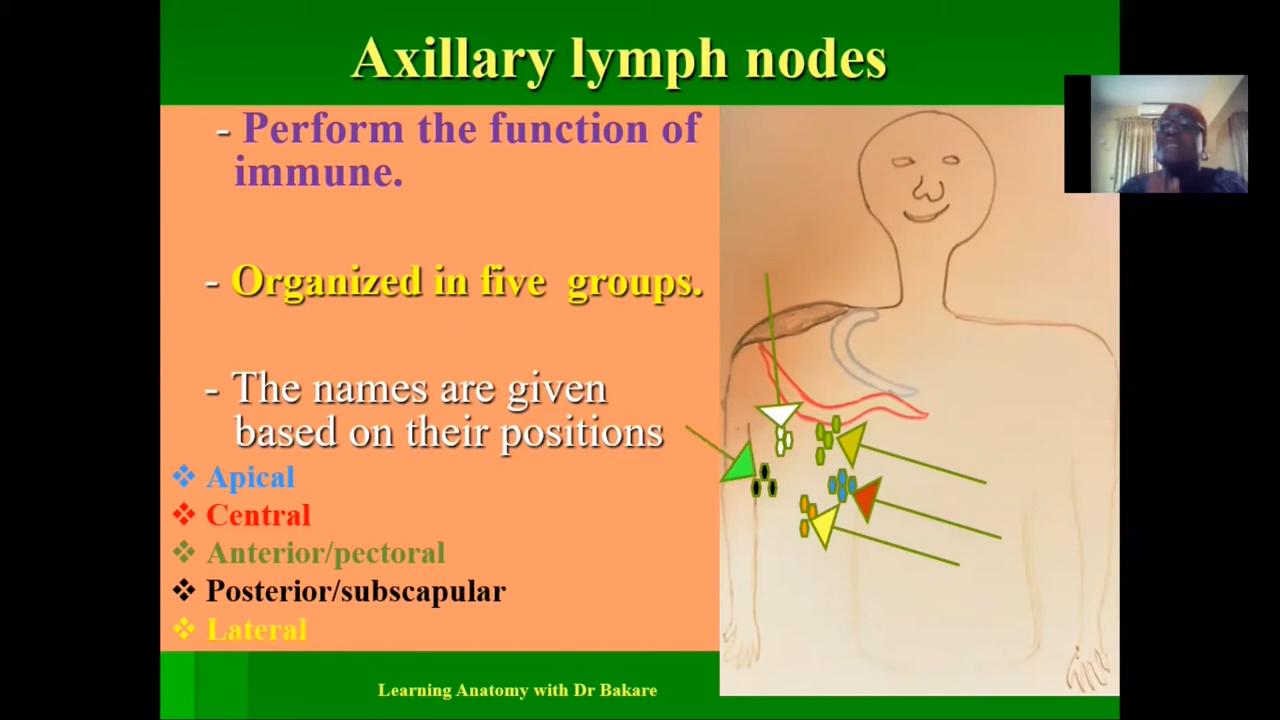 Axillary lymph nodes
- Perform the function of
immune.
- Organized in five groups.
- The names are given
based on their positions
❖ Apical
❖ Central
❖ Anterior/pectoral
❖ Posterior/subscapular
❖ Lateral
Learning Anatomy with Dr Bakare